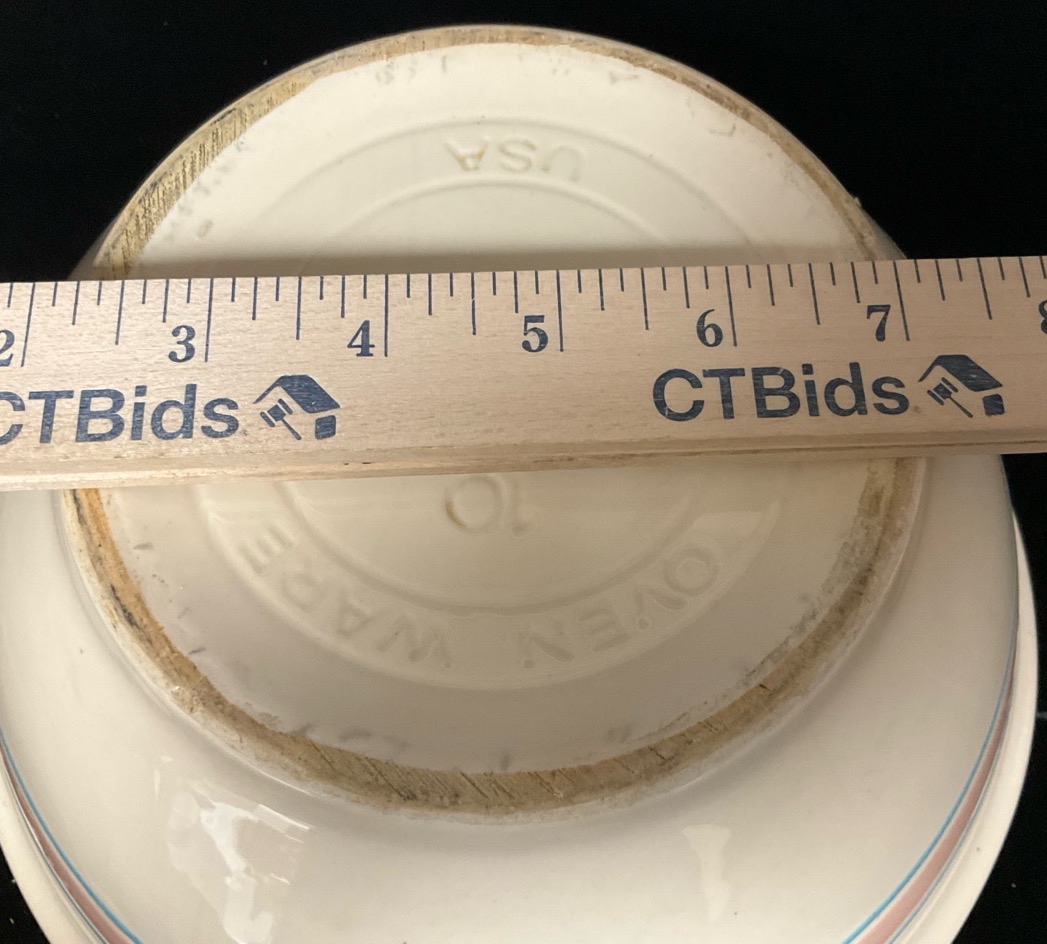 USA
2 3 4 5 6 7 8
CTBids CTBids
10
OVEN WARE